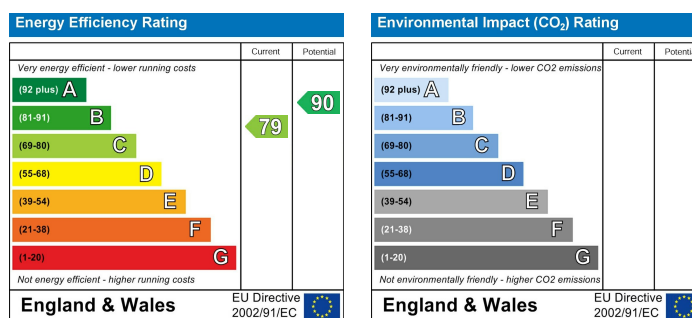 Energy Efficiency Rating
Current Potential
Very energy efficient - lower running costs
(92 plus) A
(81-91) B
(69-80) C
(55-68) D
(39-54) E
(21-38) F
(1-20) G
79
90
Not energy efficient - higher running costs
England & Wales
EU Directive
2002/91/EC
Environmental Impact (CO₂) Rating
Current Potential
Very environmentally friendly - lower CO2 emissions
(92 plus) A
(81-91) B
(69-80) C
(55-68) D
(39-54) E
(21-38) F
(1-20) G
Not environmentally friendly - higher CO2 emissions
England & Wales
EU Directive
2002/91/EC